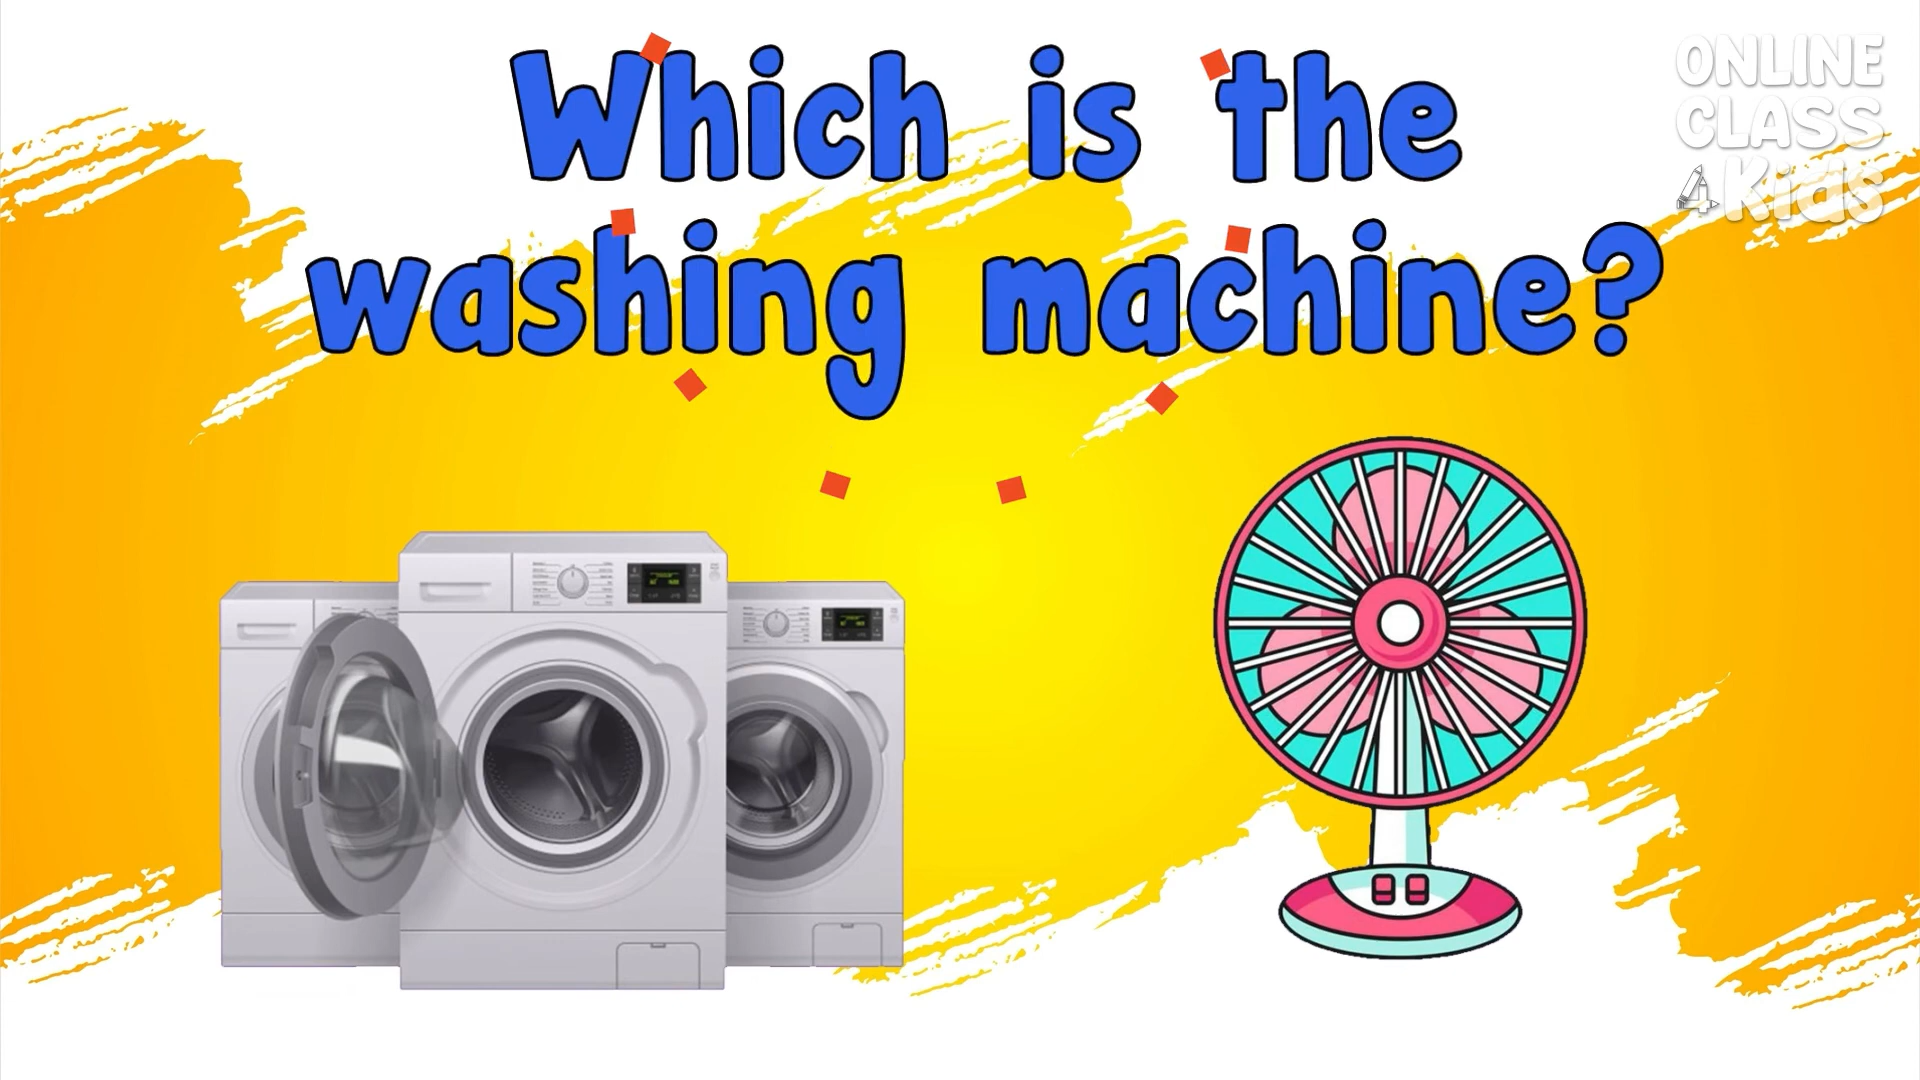 Which is the
washing machine?
ONLINE
CLASS
4Kids